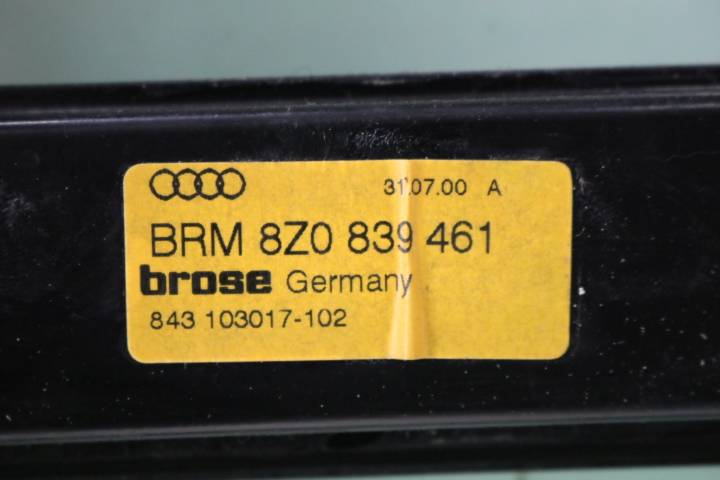 31.07.00 A
BRM 8Z0 839 461
brose Germany
843 103017-102